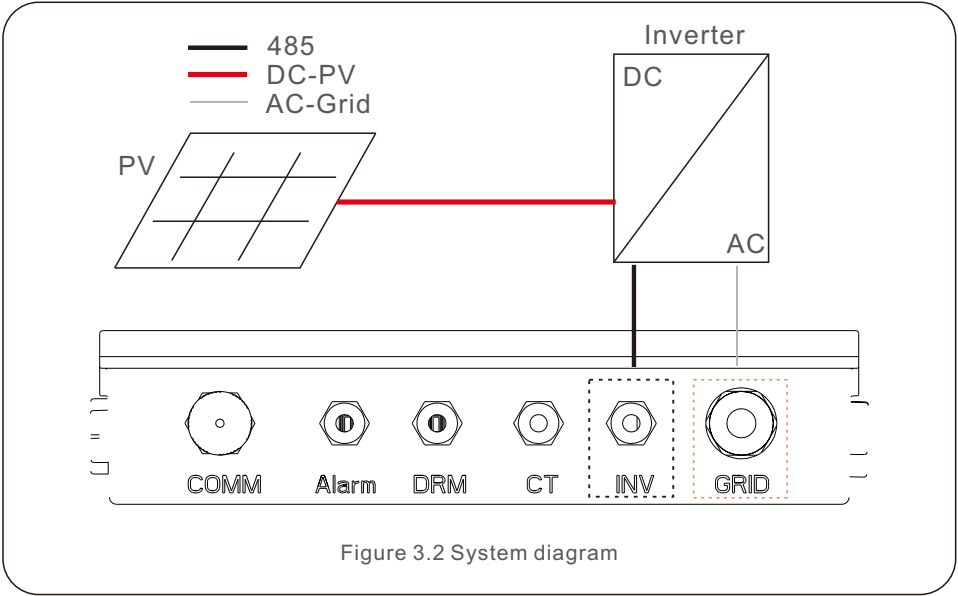 485
DC-PV
AC-Grid
Inverter
DC
PV
AC
COMM Alarm DRM CT INV GRID
Figure 3.2 System diagram